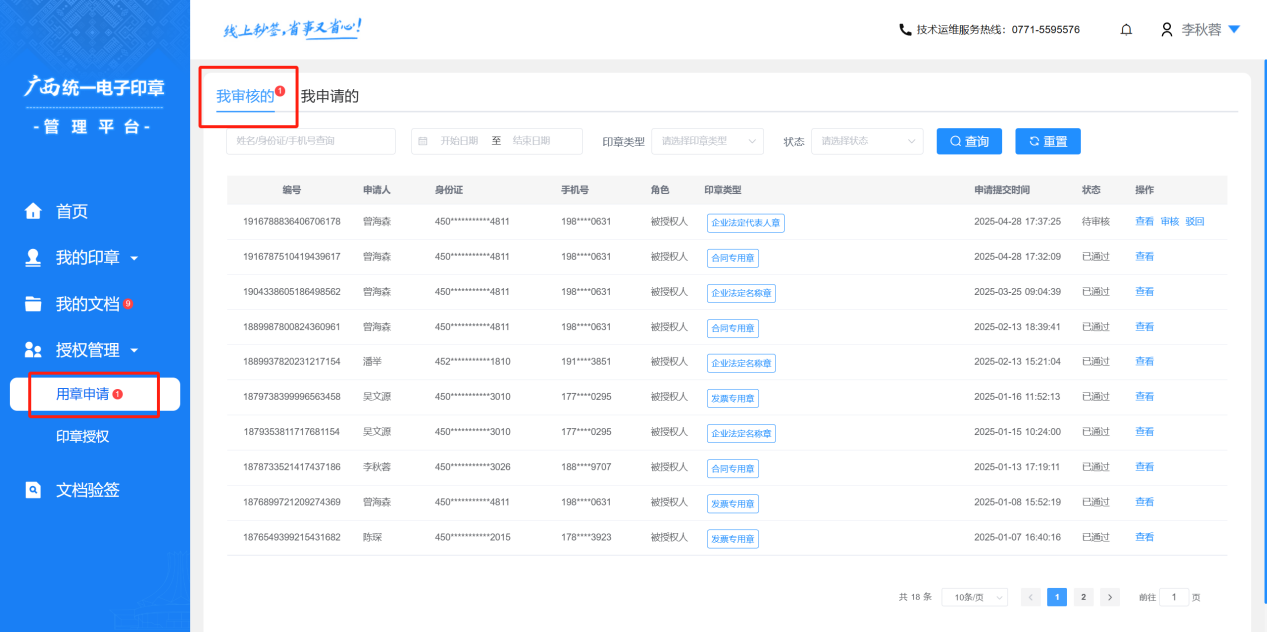 线上秒签,省事又省心!
技术运维服务热线: 0771-5595576
李秋蓉
广西统一电子印章
-管理平台-
首页
我的印章
我的文档 9
授权管理
用章申请 1
印章授权
文档验签
我审核的 1 我申请的
姓名/身份证/手机号查询 开始日期 至 结束日期 印章类型 请选择印章类型 状态 请选择状态 查询 重置
编号 申请人 身份证 手机号 角色 印章类型 申请提交时间 状态 操作
1916788836406706178 曾海森 450***********4811 198****0631 被授权人 企业法定代表人章 2025-04-28 17:37:25 待审核 查看 审核 驳回
1916787510419439617 曾海森 450***********4811 198****0631 被授权人 合同专用章 2025-04-28 17:32:09 已通过 查看
1904338605186498562 曾海森 450***********4811 198****0631 被授权人 企业法定名称章 2025-03-25 09:04:39 已通过 查看
1889987800824360961 曾海森 450***********4811 198****0631 被授权人 合同专用章 2025-02-13 18:39:41 已通过 查看
1889937820231217154 潘举 452***********1810 191****3851 被授权人 企业法定名称章 2025-02-13 15:21:04 已通过 查看
1879738399996563458 吴文源 450***********3010 177****0295 被授权人 发票专用章 2025-01-16 11:52:13 已通过 查看
1879353811717681154 吴文源 450***********3010 177****0295 被授权人 企业法定名称章 2025-01-15 10:24:00 已通过 查看
1878733521417437186 李秋蓉 450***********3026 188****9707 被授权人 合同专用章 2025-01-13 17:19:11 已通过 查看
1876899721209274369 曾海森 450***********4811 198****0631 被授权人 发票专用章 2025-01-08 15:52:19 已通过 查看
1876549399215431682 陈琛 450***********2015 178****3923 被授权人 发票专用章 2025-01-07 16:40:16 已通过 查看
共 18 条 10条/页 1 2 前往 1 页